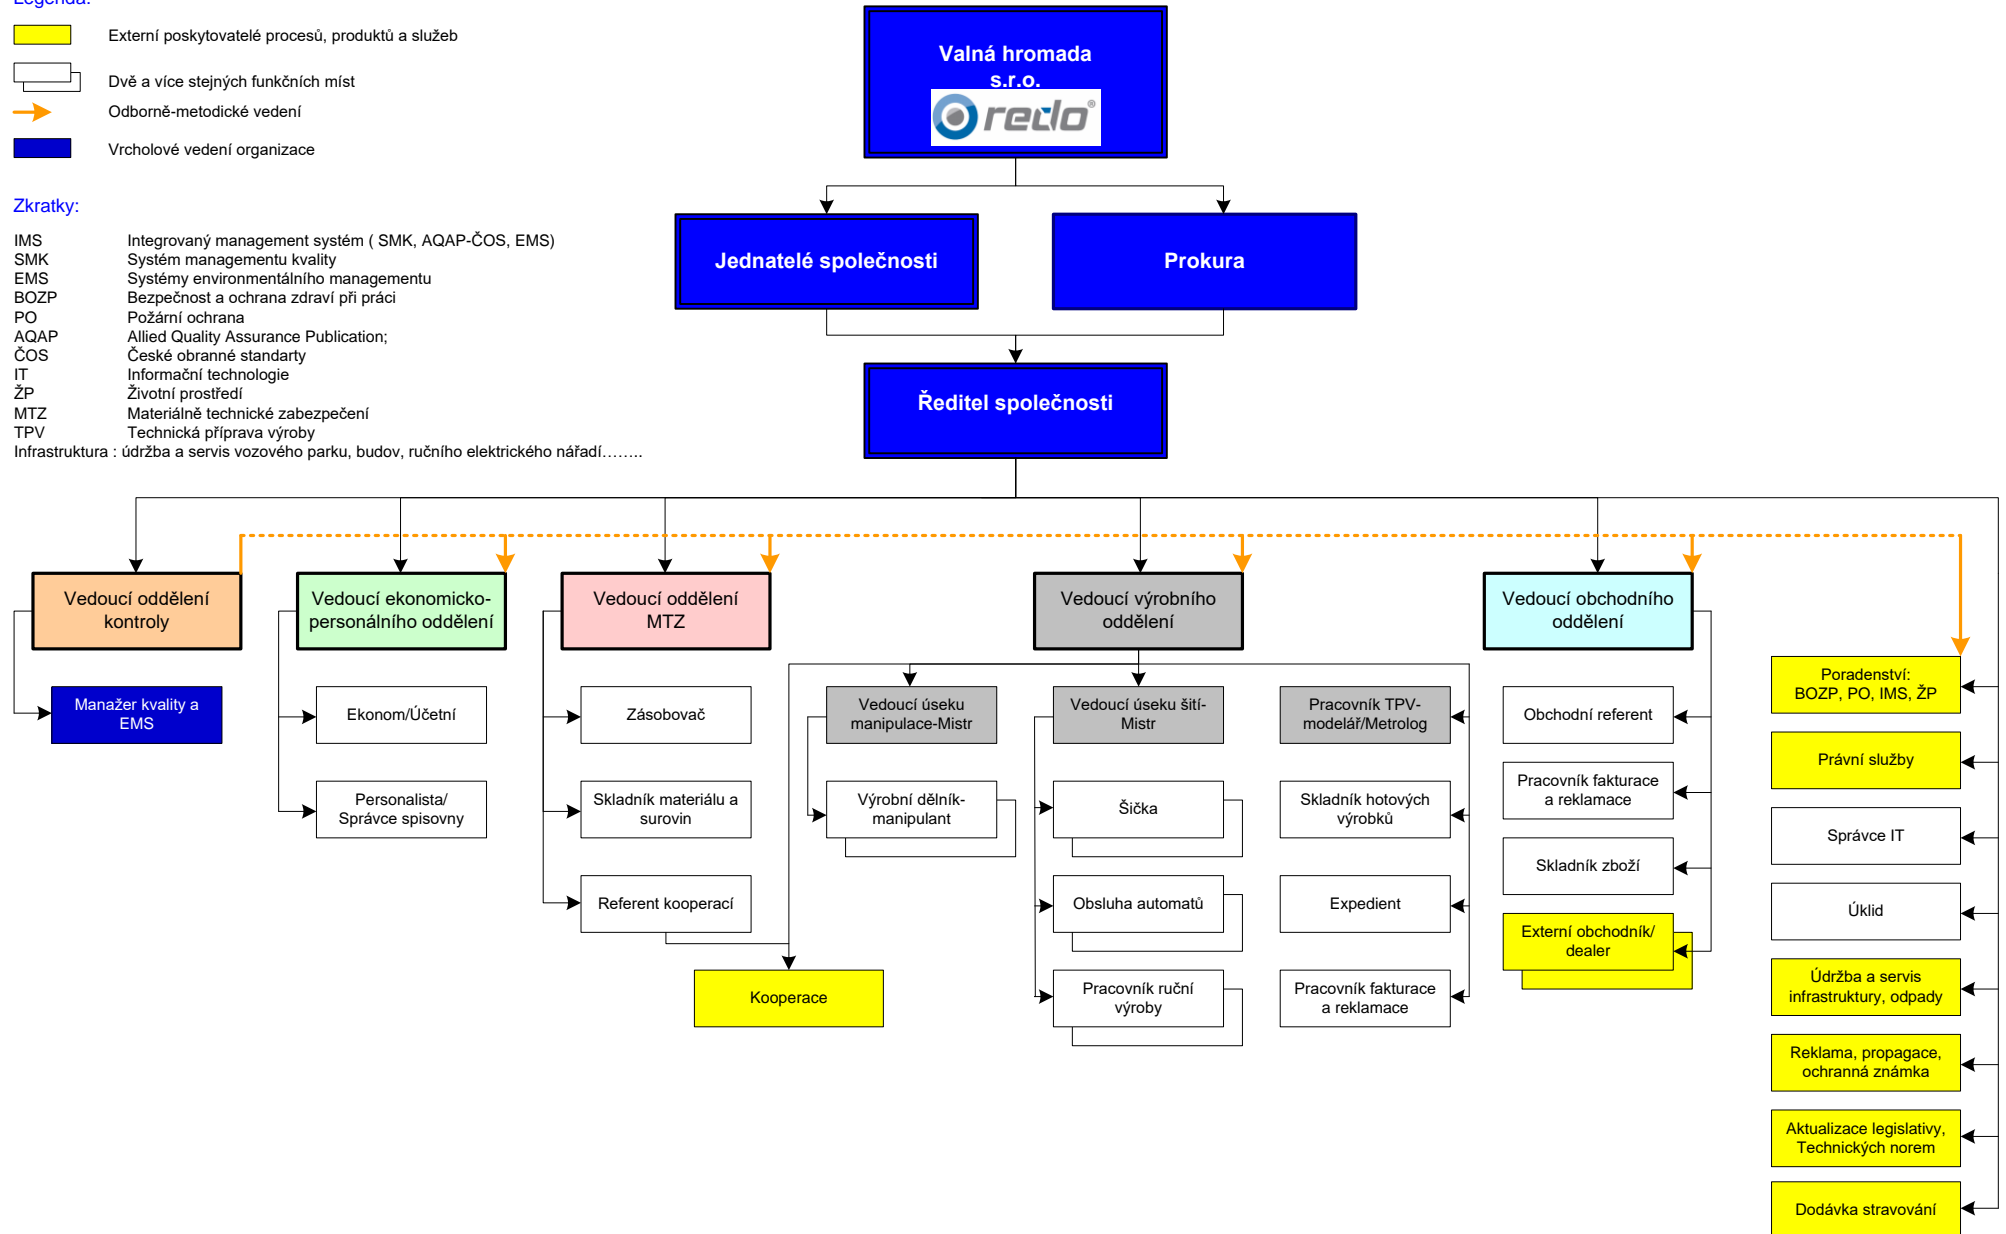 Legenda:
Externí poskytovatelé procesů, produktů a služeb
Dvě a více stejných funkčních míst
Odborně-metodické vedení
Vrcholové vedení organizace
Zkratky:
IMS Integrovaný management systém ( SMK, AQAP-ČOS, EMS)
SMK Systém managementu kvality
EMS Systémy environmentálního managementu
BOZP Bezpečnost a ochrana zdraví při práci
PO Požární ochrana
AQAP Allied Quality Assurance Publication;
ČOS České obranné standarty
IT Informační technologie
ŽP Životní prostředí
MTZ Materiálně technické zabezpečení
TPV Technická příprava výroby
Infrastruktura : údržba a servis vozového parku, budov, ručního elektrického nářadí……..
Valná hromada
s.r.o.
redo®
Jednatelé společnosti
Prokura
Ředitel společnosti
Vedoucí oddělení
kontroly
Vedoucí ekonomicko-
personálního oddělení
Vedoucí oddělení
MTZ
Vedoucí výrobního
oddělení
Vedoucí obchodního
oddělení
Manažer kvality a
EMS
Ekonom/Účetní
Personalista/
Správce spisovny
Zásobovač
Skladník materiálu a
surovin
Referent kooperací
Kooperace
Vedoucí úseku
manipulace-Mistr
Výrobní dělník-
manipulant
Vedoucí úseku šití-
Mistr
Šička
Obsluha automatů
Pracovník ruční
výroby
Pracovník TPV-
modelář/Metrolog
Skladník hotových
výrobků
Expedient
Pracovník fakturace
a reklamace
Obchodní referent
Pracovník fakturace
a reklamace
Skladník zboží
Externí obchodník/
dealer
Poradenství:
BOZP, PO, IMS, ŽP
Právní služby
Správce IT
Úklid
Údržba a servis
infrastruktury, odpady
Reklama, propagace,
ochranná známka
Aktualizace legislativy,
Technických norem
Dodávka stravování